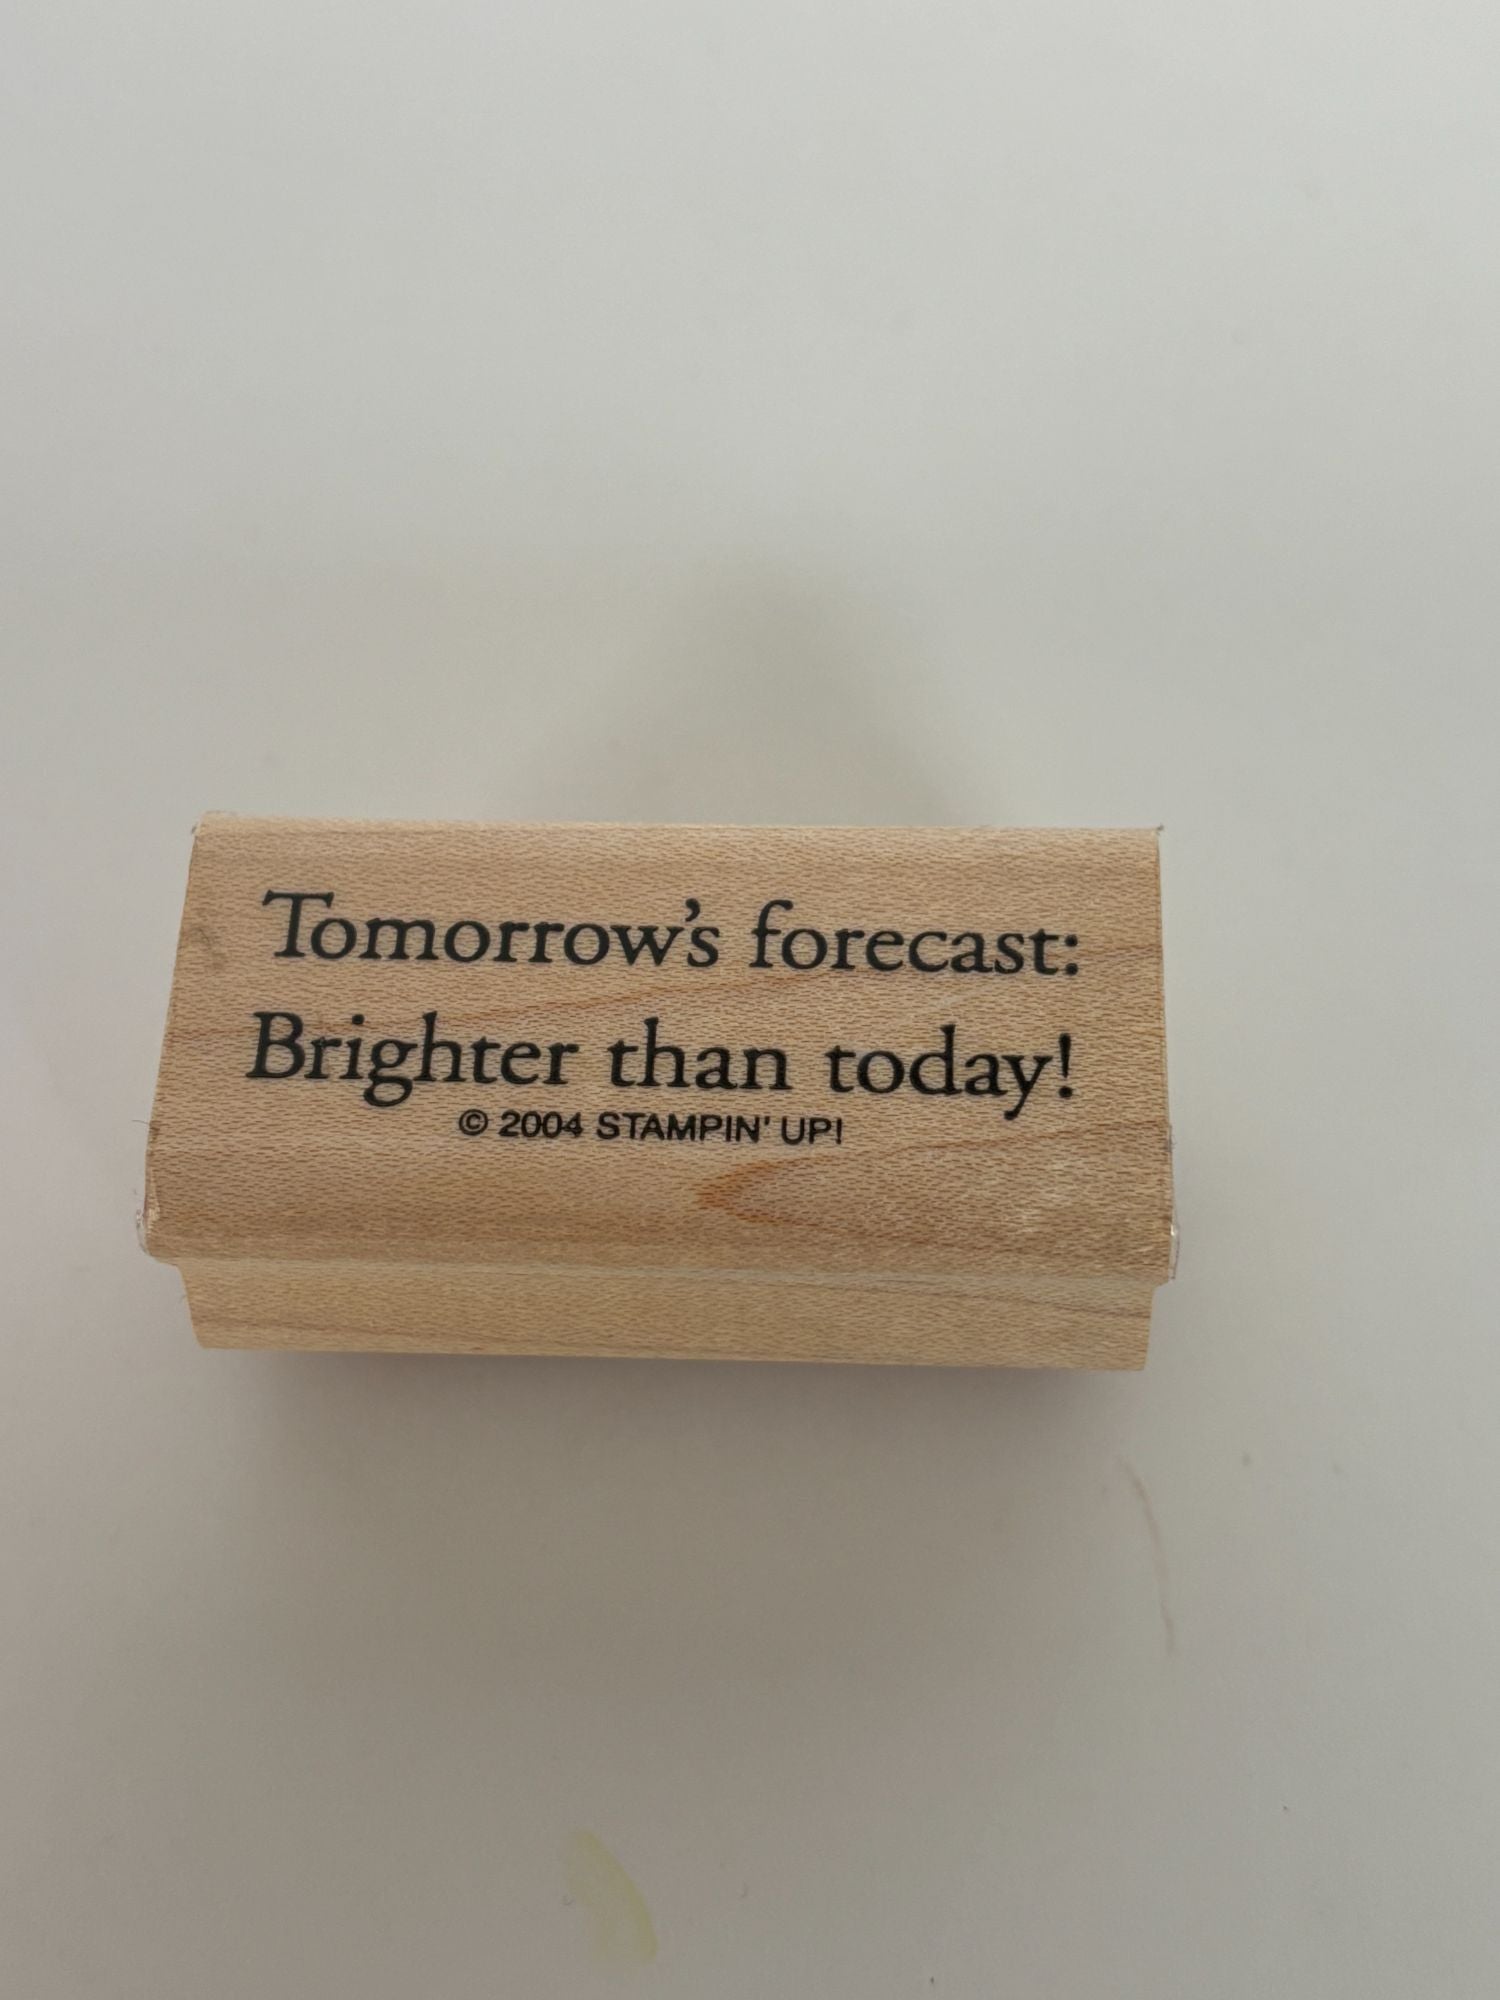 Tomorrow's forecast:
Brighter than today!
© 2004 STAMPIN' UP!